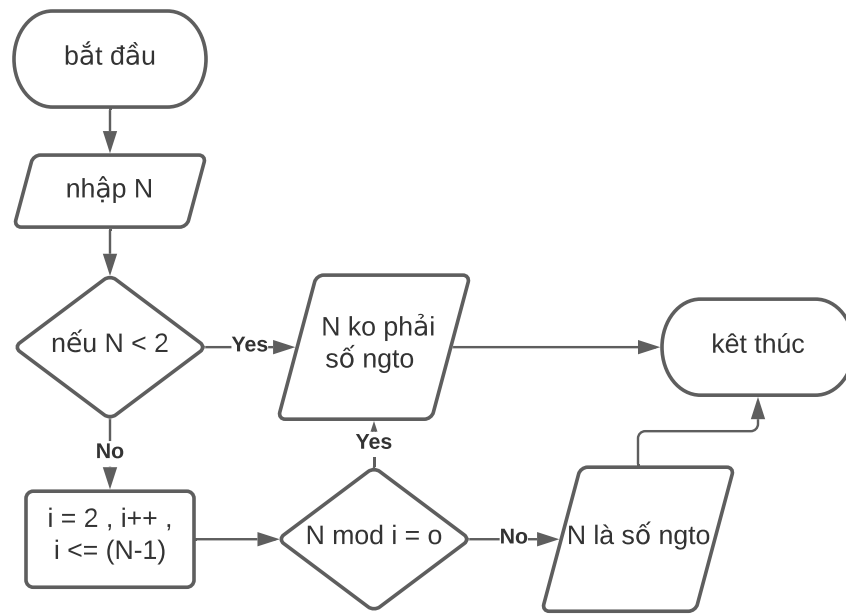 bắt đầu
nhập N
nếu N < 2
Yes
N ko phải
số ngto
kêt thúc
No
Yes
i = 2 , i++ ,
i <= (N-1)
N mod i = o
No
N là số ngto